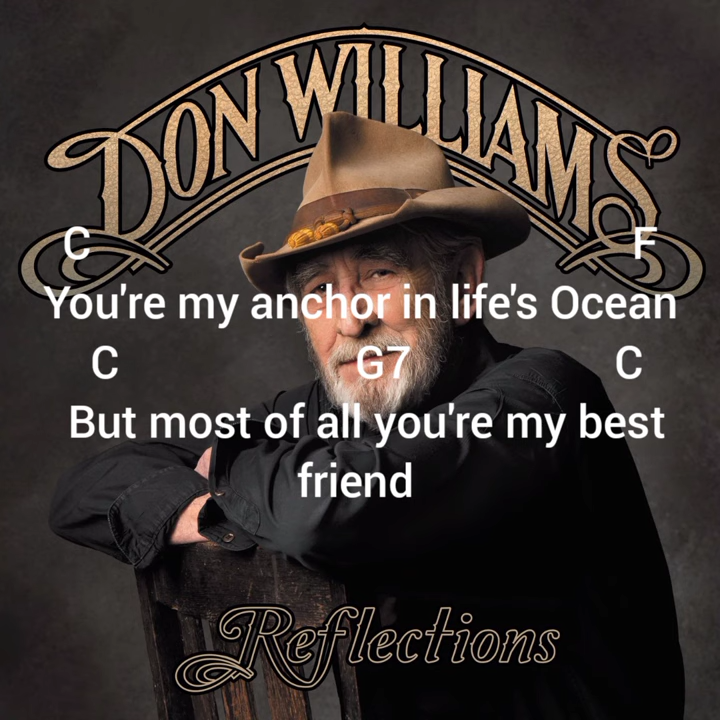 DON WILLIAMS
C F
You're my anchor in life's Ocean
C G7 C
But most of all you're my best
friend
Reflections